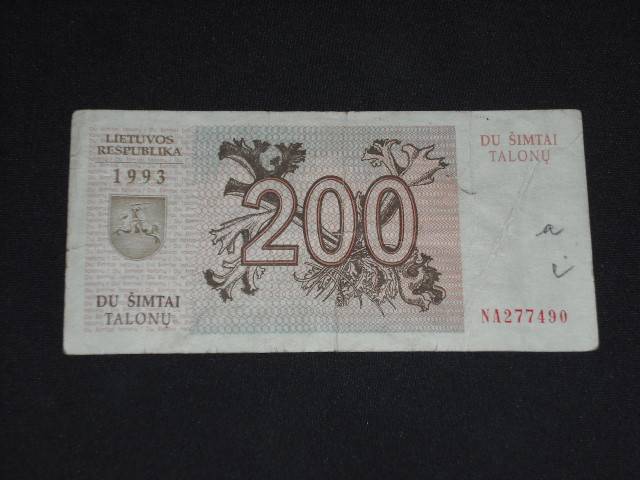 LIETUVOS
RESPUBLIKA
1993
DU ŠIMTAI
TALONŲ
200
DU ŠIMTAI
TALONŲ
a
i
NA277490